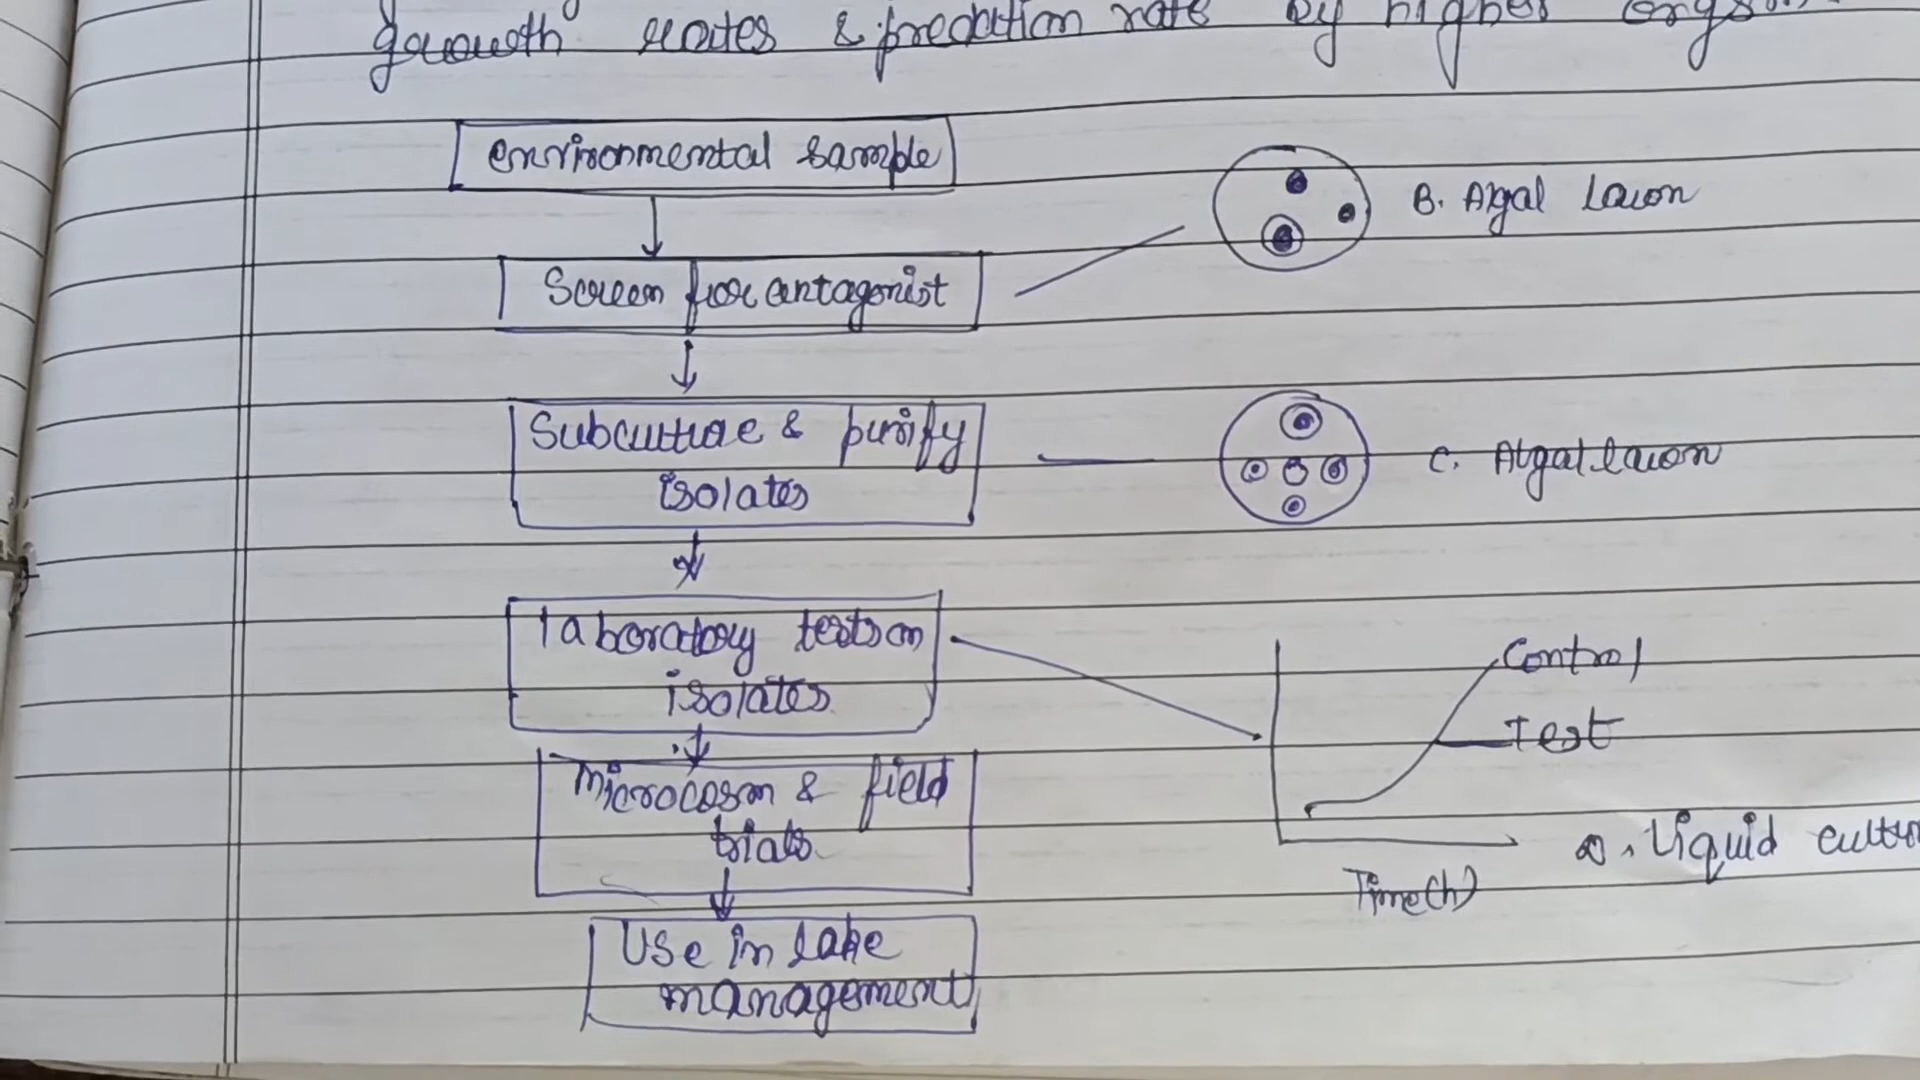 growth rates & predation rate by higher
environmental sample
Screen for antagonist
B. Algal Lawn
Subculture & purify
isolates
C. Algal lawn
laboratory tests on
isolates
Control
Test
Microcosm & field
trials
D. Liquid cultur
Time(h)
Use in lake
management